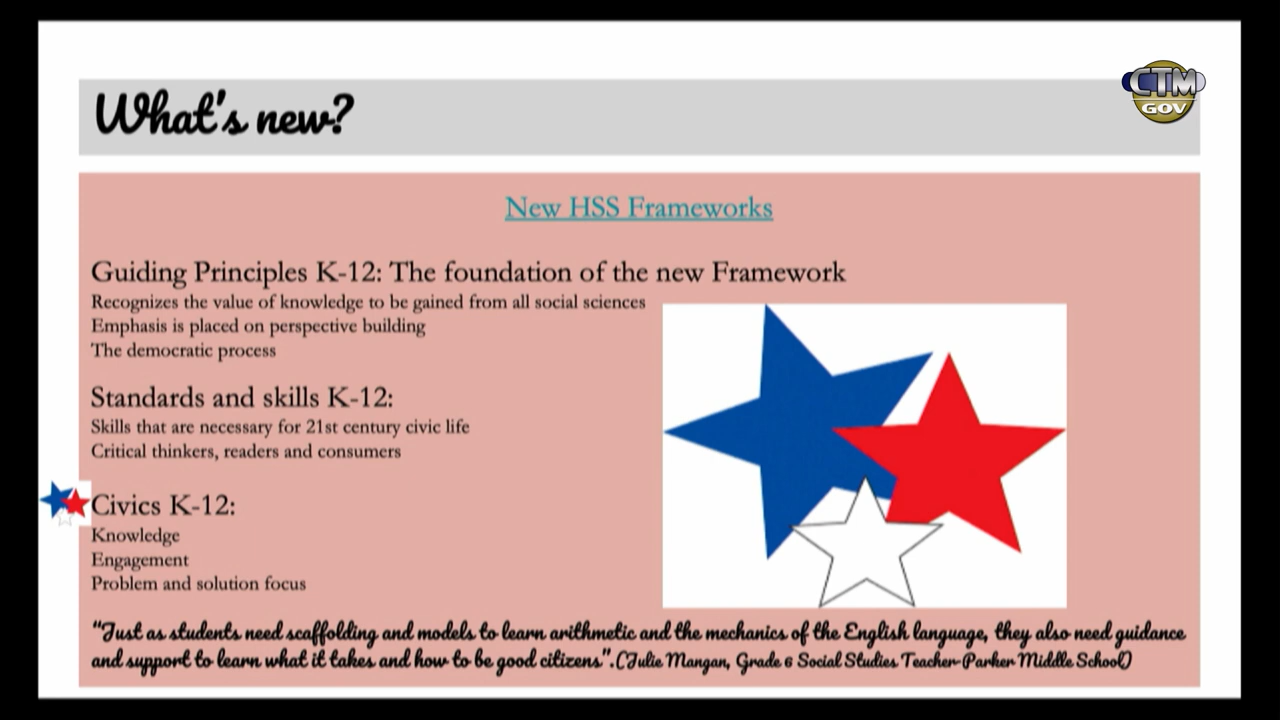 CTM
GOV
What's new?
New HSS Frameworks
Guiding Principles K-12: The foundation of the new Framework
Recognizes the value of knowledge to be gained from all social sciences
Emphasis is placed on perspective building
The democratic process
Standards and skills K-12:
Skills that are necessary for 21st century civic life
Critical thinkers, readers and consumers
Civics K-12:
Knowledge
Engagement
Problem and solution focus
"Just as students need scaffolding and models to learn arithmetic and the mechanics of the English language, they also need guidance
and support to learn what it takes and how to be good citizens".(Julie Mangan, Grade 6 Social Studies Teacher-Parker Middle School)